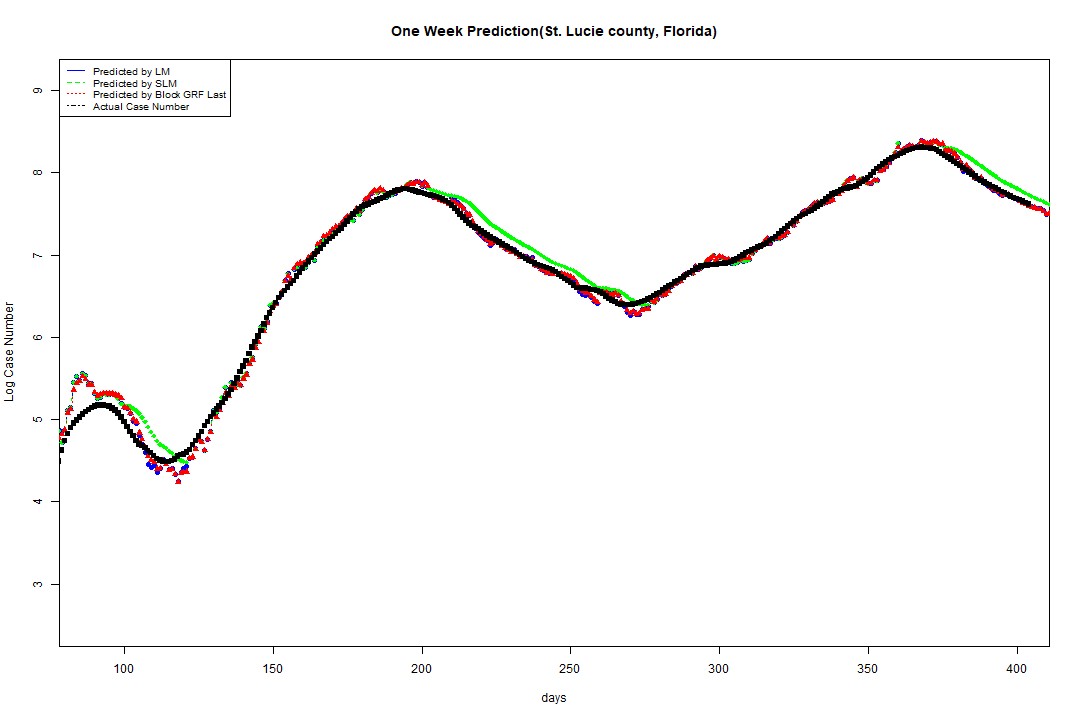 One Week Prediction(St. Lucie county, Florida)
Predicted by LM
Predicted by SLM
Predicted by Block GRF Last
Actual Case Number
9
8
7
6
5
4
3
Log Case Number
100 150 200 250 300 350 400
days